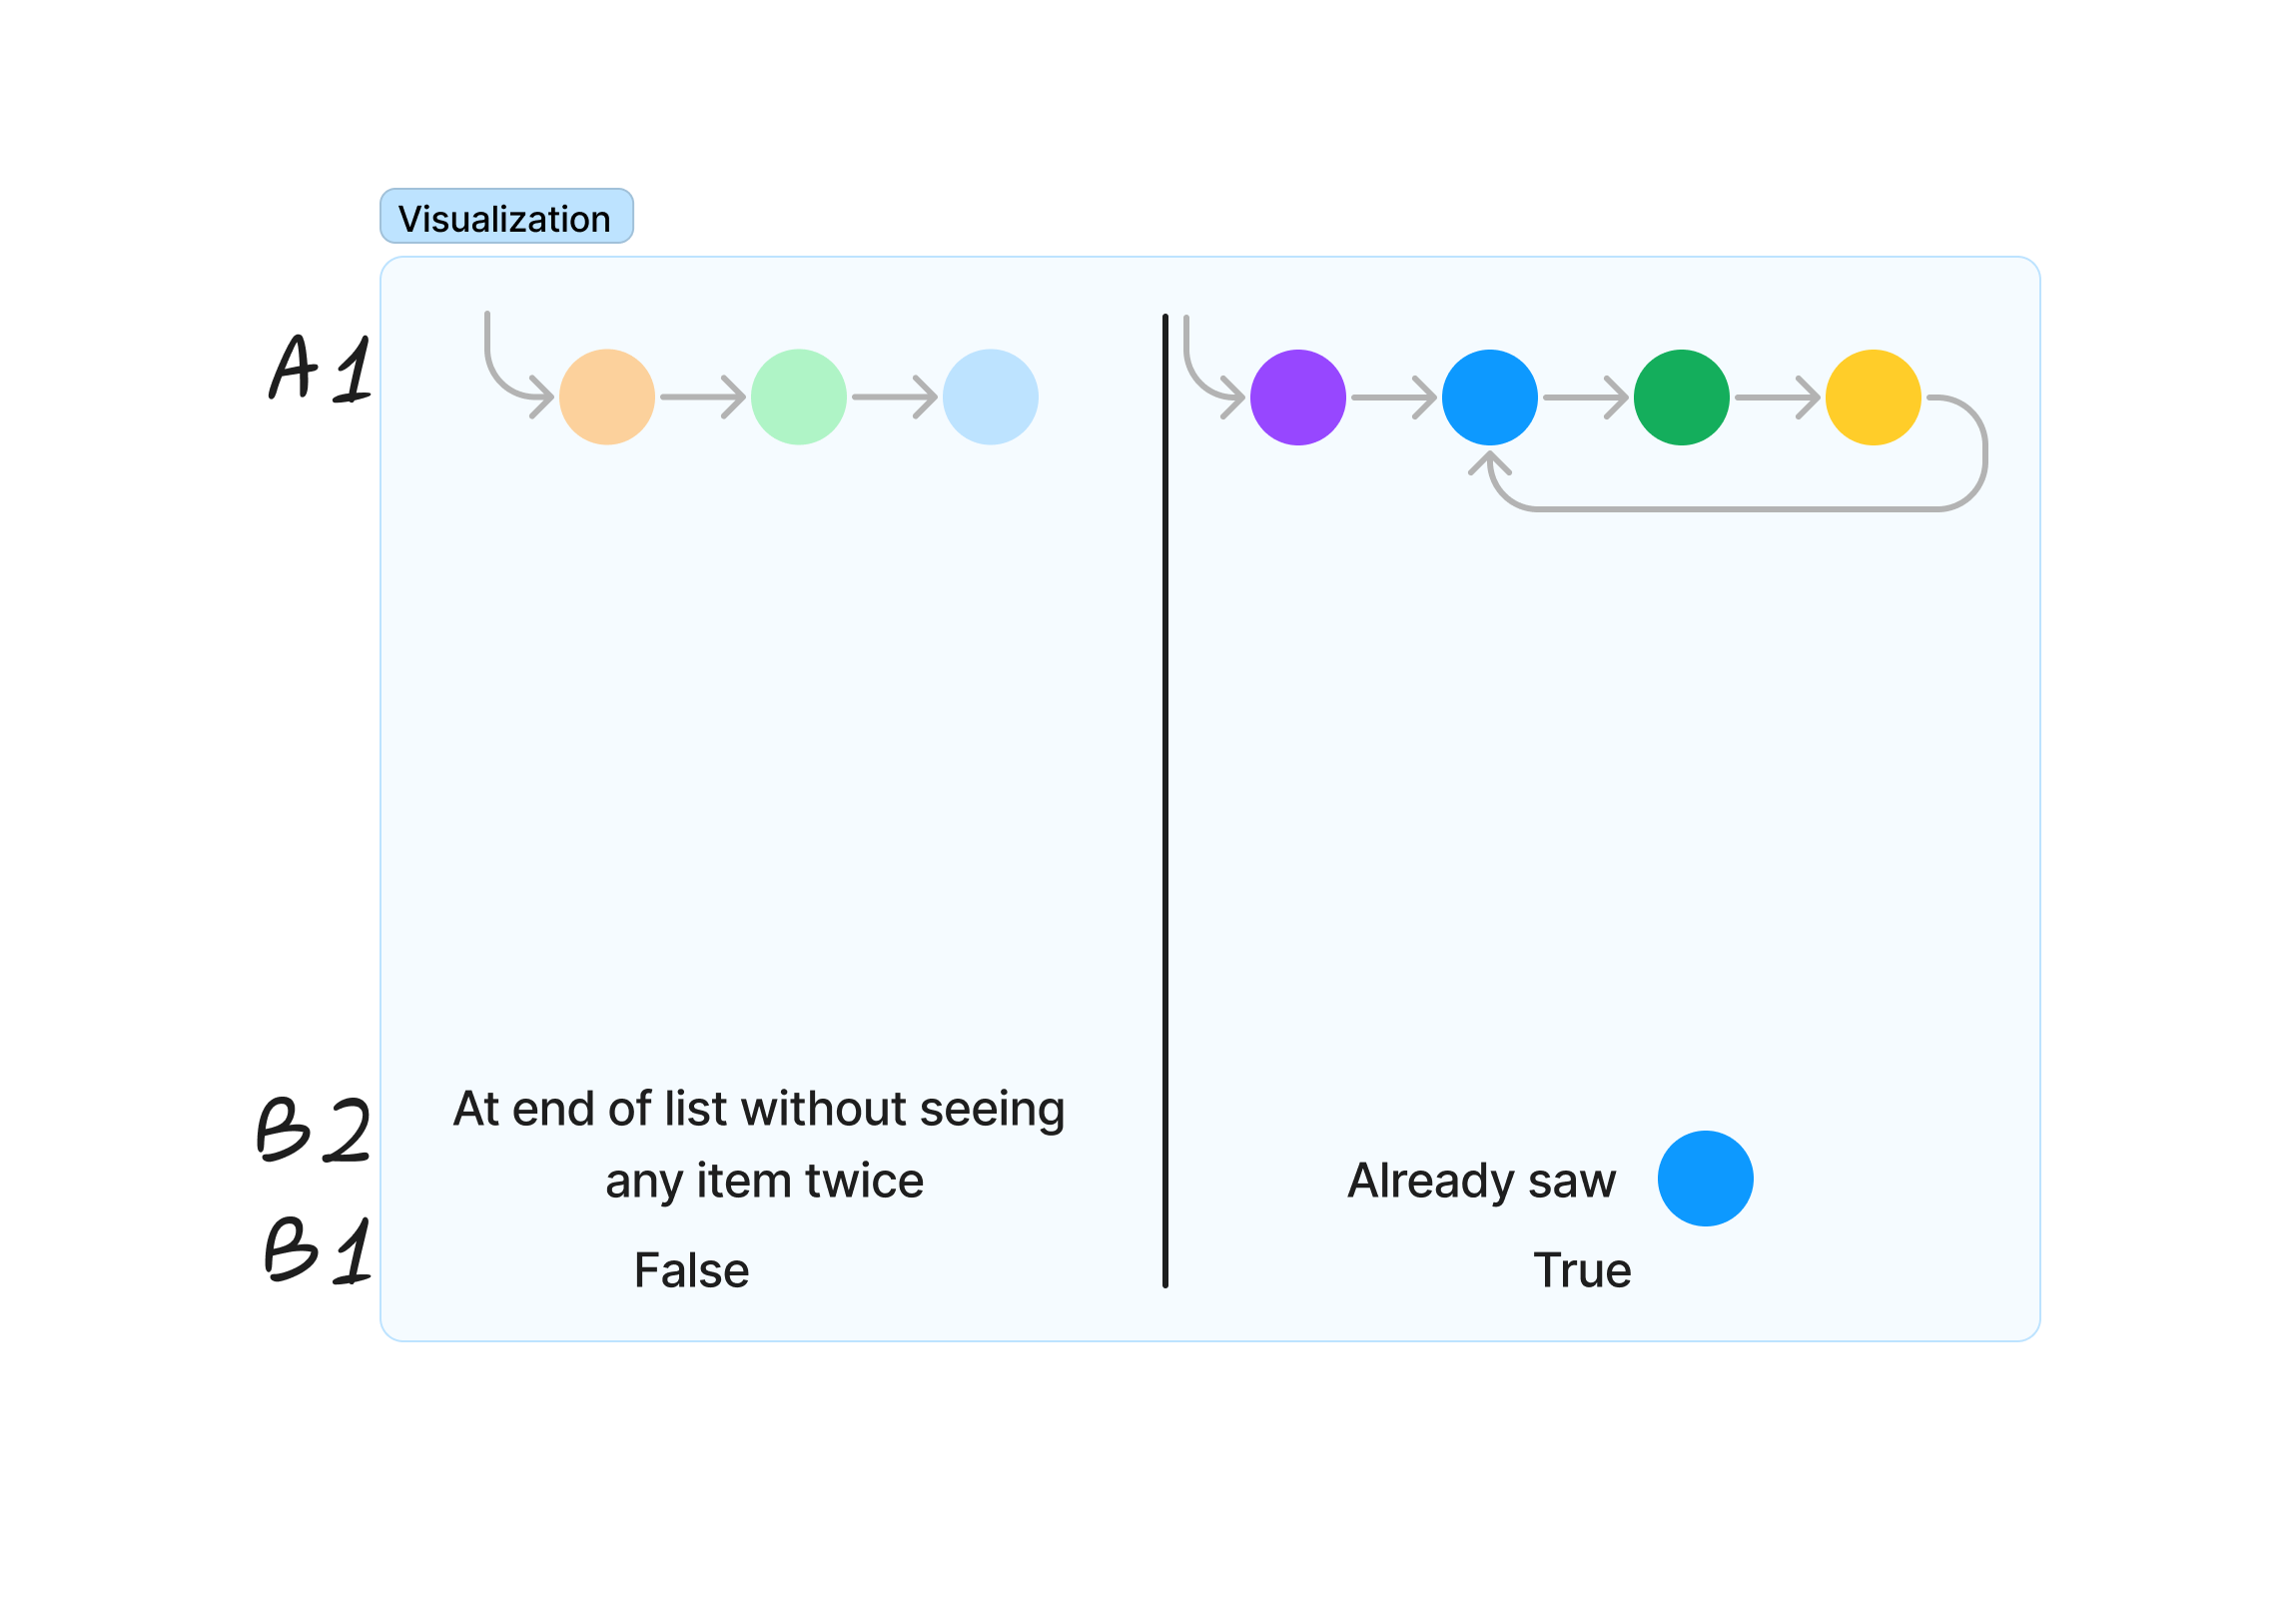 Visualization
A1
B2
At end of list without seeing
any item twice
Already saw
B1
False
True